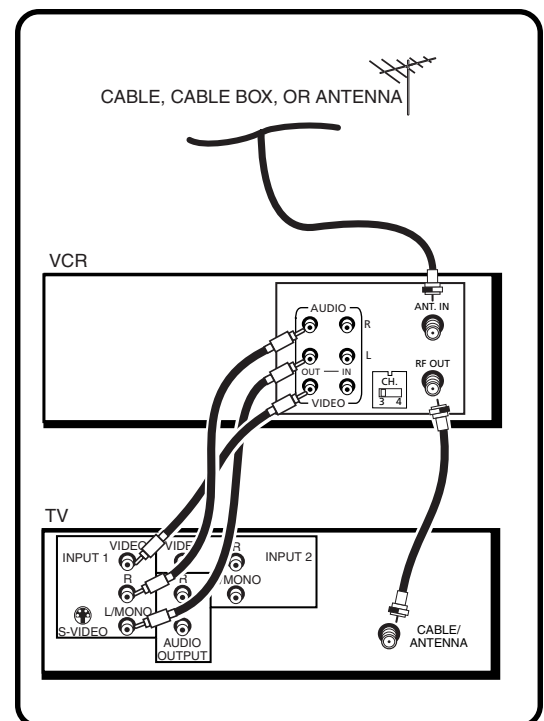 CABLE, CABLE BOX, OR ANTENNA
VCR
AUDIO
ANT. IN
R
L
OUT
IN
RF OUT
CH.
3 4
VIDEO
TV
INPUT 1
VIDEO
R
INPUT 2
R
R
L/MONO
S-VIDEO
AUDIO
OUTPUT
CABLE/
ANTENNA